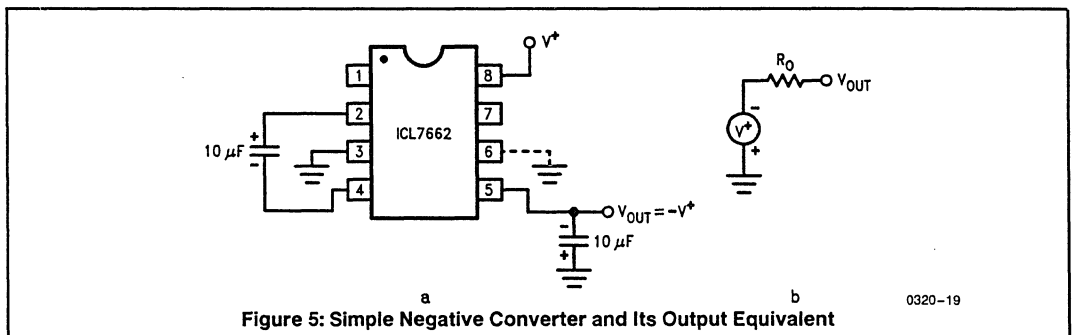 V+
1
8
2
7
ICL7662
10 μF
+
-
3
6
4
5
VOUT = -V+
-
10 μF
+
a
RO
VOUT
-
V+
+
b
0320-19
Figure 5: Simple Negative Converter and Its Output Equivalent